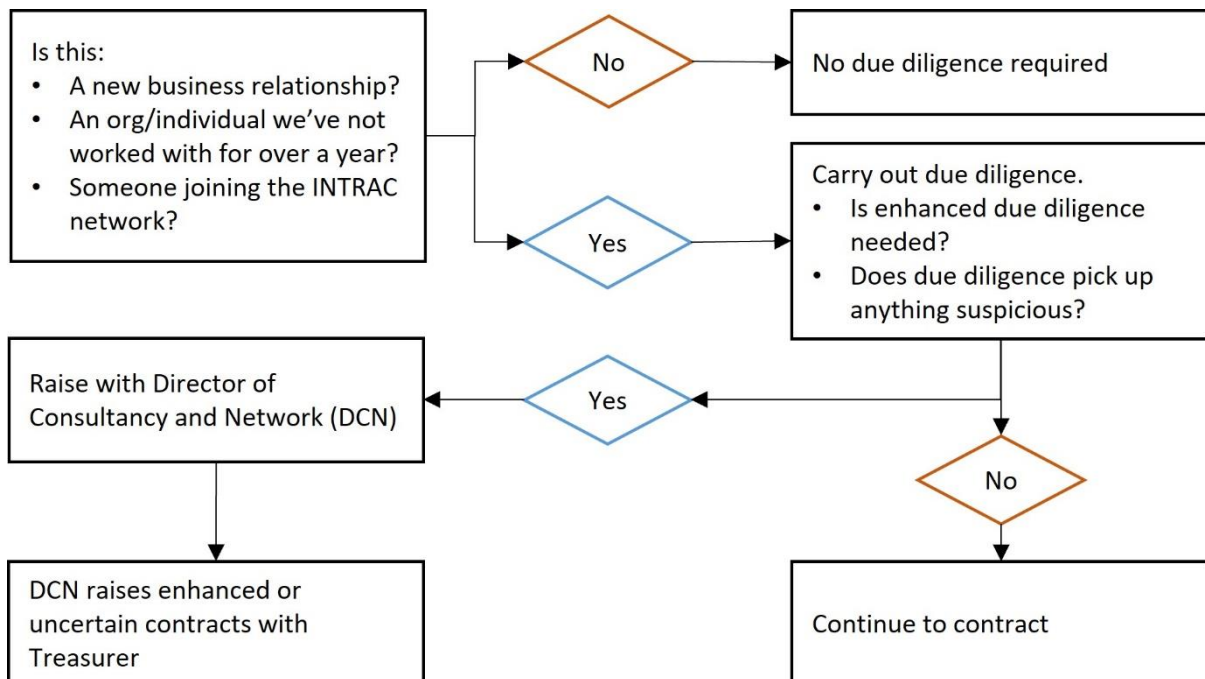 Is this:
• A new business relationship?
• An org/individual we’ve not
worked with for over a year?
• Someone joining the INTRAC
network?
No
No due diligence required
Yes
Carry out due diligence.
• Is enhanced due diligence
needed?
• Does due diligence pick up
anything suspicious?
Raise with Director of
Consultancy and Network (DCN)
Yes
No
DCN raises enhanced or
uncertain contracts with
Treasurer
Continue to contract